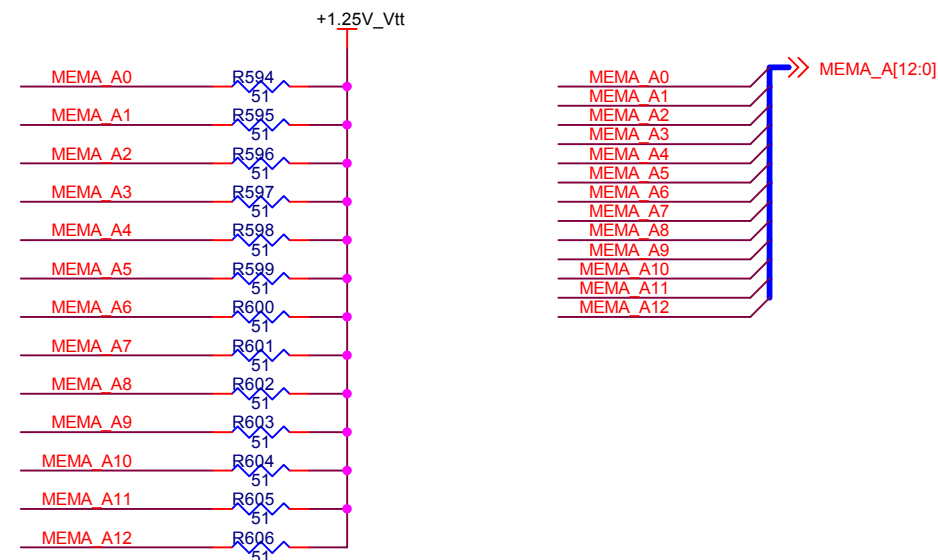 +1.25V_Vtt
MEMA_A0 R594
51
MEMA_A1 R595
51
MEMA_A2 R596
51
MEMA_A3 R597
51
MEMA_A4 R598
51
MEMA_A5 R599
51
MEMA_A6 R600
51
MEMA_A7 R601
51
MEMA_A8 R602
51
MEMA_A9 R603
51
MEMA_A10 R604
51
MEMA_A11 R605
51
MEMA_A12 R606
51
MEMA_A[12:0]
MEMA_A0
MEMA_A1
MEMA_A2
MEMA_A3
MEMA_A4
MEMA_A5
MEMA_A6
MEMA_A7
MEMA_A8
MEMA_A9
MEMA_A10
MEMA_A11
MEMA_A12